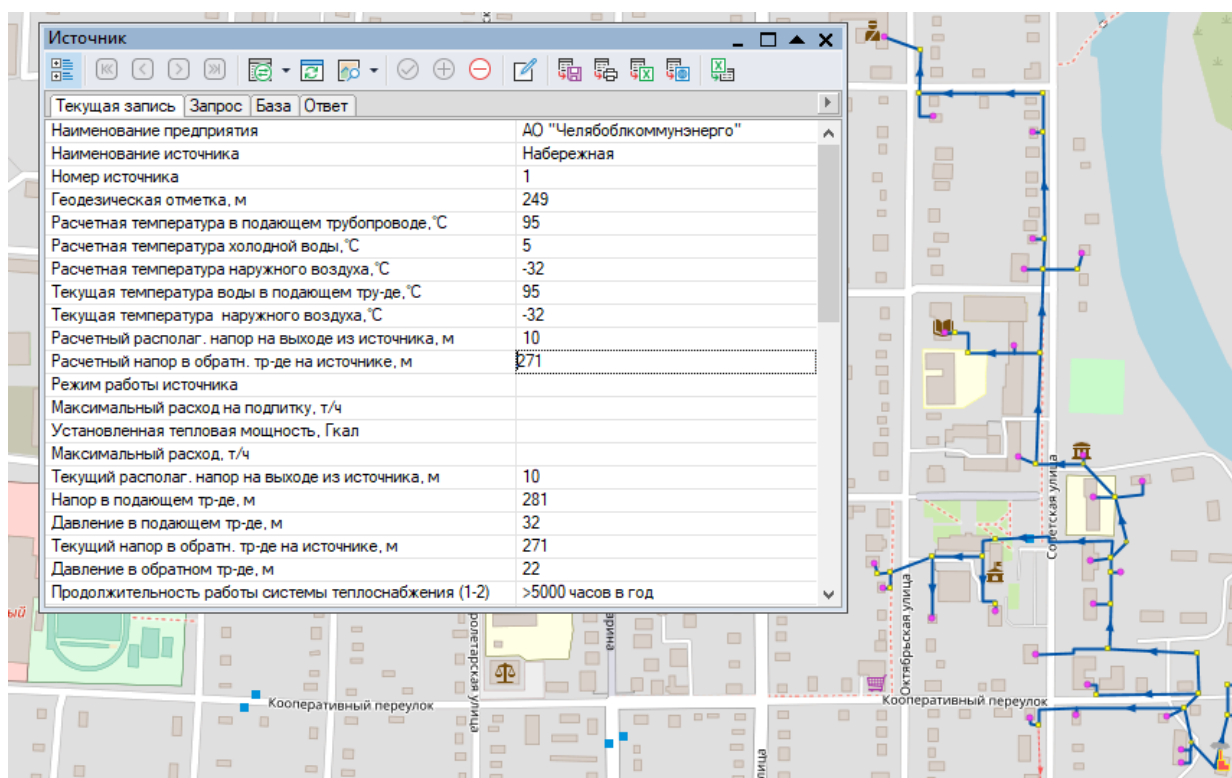 Источник
Текущая запись Запрос База Ответ
Наименование предприятия АО "Челябоблкоммунэнерго"
Наименование источника Набережная
Номер источника 1
Геодезическая отметка, м 249
Расчетная температура в подающем трубопроводе,°C 95
Расчетная температура холодной воды,°C 5
Расчетная температура наружного воздуха,°C -32
Текущая температура воды в подающем тру-де,°C 95
Текущая температура наружного воздуха,°C -32
Расчетный располаг. напор на выходе из источника, м 10
Расчетный напор в обратн. тр-де на источнике, м 271
Режим работы источника
Максимальный расход на подпитку, т/ч
Установленная тепловая мощность, Гкал
Максимальный расход, т/ч
Текущий располаг. напор на выходе из источника, м 10
Напор в подающем тр-де, м 281
Давление в подающем тр-де, м 32
Текущий напор в обратн. тр-де на источнике, м 271
Давление в обратном тр-де, м 22
Продолжительность работы системы теплоснабжения (1-2) >5000 часов в год
Советская улица
Октябрьская улица
ый
ролетарская улица
арина
Кооперативный переулок
Кооперативный переулок
лица